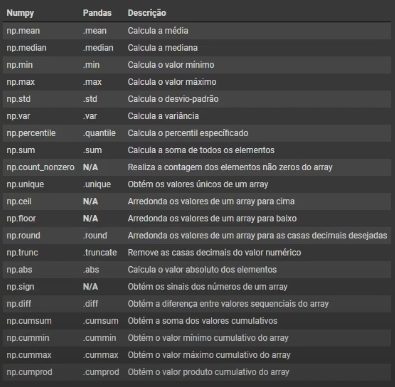 Numpy Pandas Descrição
np.mean .mean Calcula a média
np.median .median Calcula a mediana
np.min .min Calcula o valor mínimo
np.max .max Calcula o valor máximo
np.std .std Calcula o desvio-padrão
np.var .var Calcula a variância
np.percentile .quantile Calcula o percentil específicado
np.sum .sum Calcula a soma de todos os elementos
np.count_nonzero N/A Realiza a contagem dos elementos não zeros do array
np.unique .unique Obtém os valores únicos de um array
np.ceil N/A Arredonda os valores de um array para cima
np.floor N/A Arredonda os valores de um array para baixo
np.round .round Arredonda os valores de um array para as casas decimais desejadas
np.trunc .truncate Remove as casas decimais do valor numérico
np.abs .abs Calcula o valor absoluto dos elementos
np.sign N/A Obtém os sinais dos números de um array
np.diff .diff Obtém a diferença entre valores sequenciais do array
np.cumsum .cumsum Obtém a soma dos valores cumulativos
np.cummin .cummin Obtém o valor mínimo cumulativo do array
np.cummax .cummax Obtém o valor máximo cumulativo do array
np.cumprod .cumprod Obtém o valor produto cumulativo do array